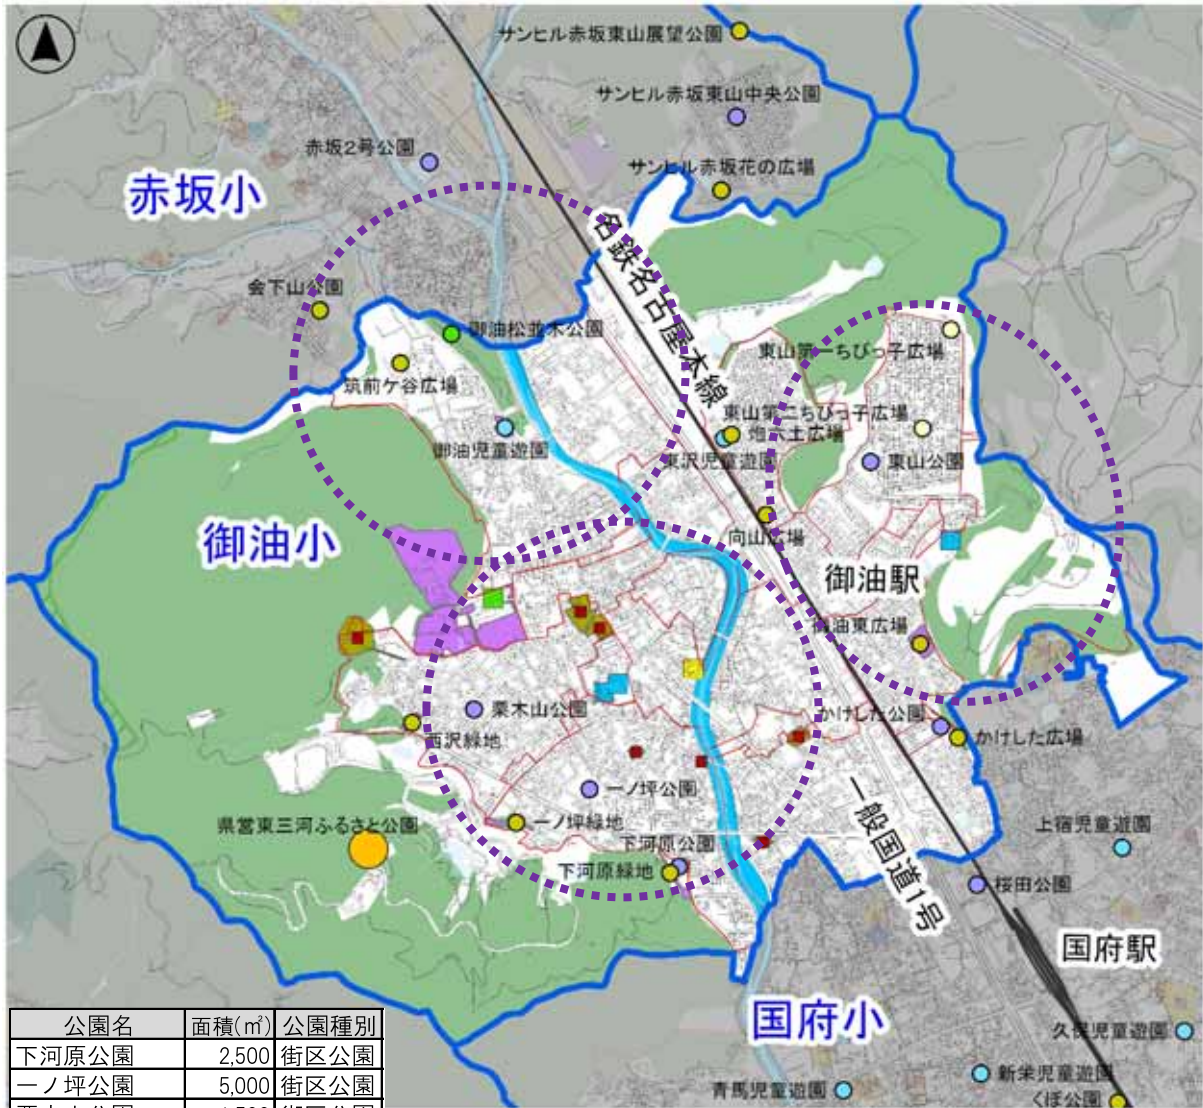 サンヒル赤坂東山展望公園
サンヒル赤坂東山中央公園
赤坂2号公園
サンヒル赤坂花の広場
赤坂小
名鉄名古屋本線
会下山公園
御油松並木公園
東山第一ちびっ子広場
筑前ケ谷広場
東山第二ちびっ子広場
御油児童遊園
東沢児童遊園
東山公園
向山広場
御油小
御油駅
御油東広場
栗木山公園
かけした公園
西沢緑地
かけした広場
一ノ坪公園
県営東三河ふるさと公園
一ノ坪緑地
下河原公園
一般国道1号
上宿児童遊園
下河原緑地
桜田公園
国府駅
国府小
久保児童遊園
新栄児童遊園
青馬児童遊園
くぼ公園
公園名 面積(㎡) 公園種別
下河原公園 2,500 街区公園
一ノ坪公園 5,000 街区公園